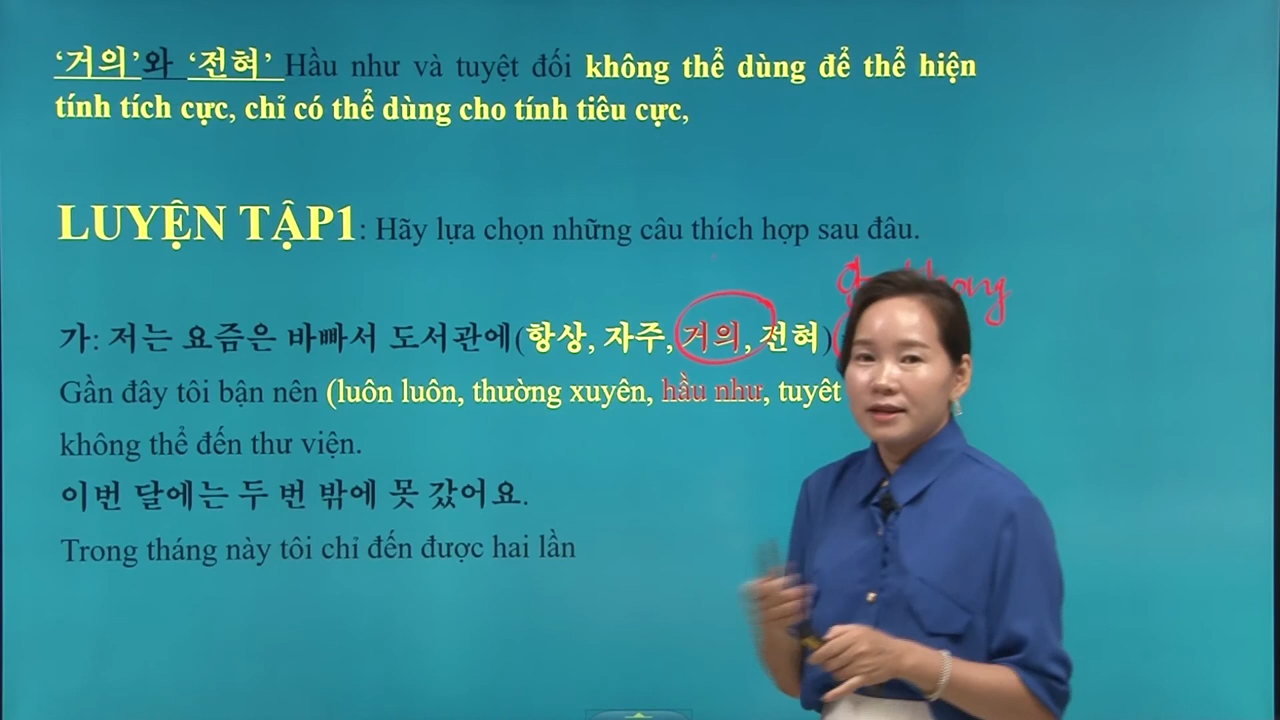 ‘거의’와 ‘전혀’ Hầu như và tuyệt đối không thể dùng để thể hiện
tính tích cực, chỉ có thể dùng cho tính tiêu cực,
LUYỆN TẬP1: Hãy lựa chọn những câu thích hợp sau đâu.
가: 저는 요즘은 바빠서 도서관에(항상, 자주, 거의, 전혀)
Gần đây tôi bận nên (luôn luôn, thường xuyên, hầu như, tuyêt
không thể đến thư viện.
이번 달에는 두 번 밖에 못 갔어요.
Trong tháng này tôi chỉ đến được hai lần